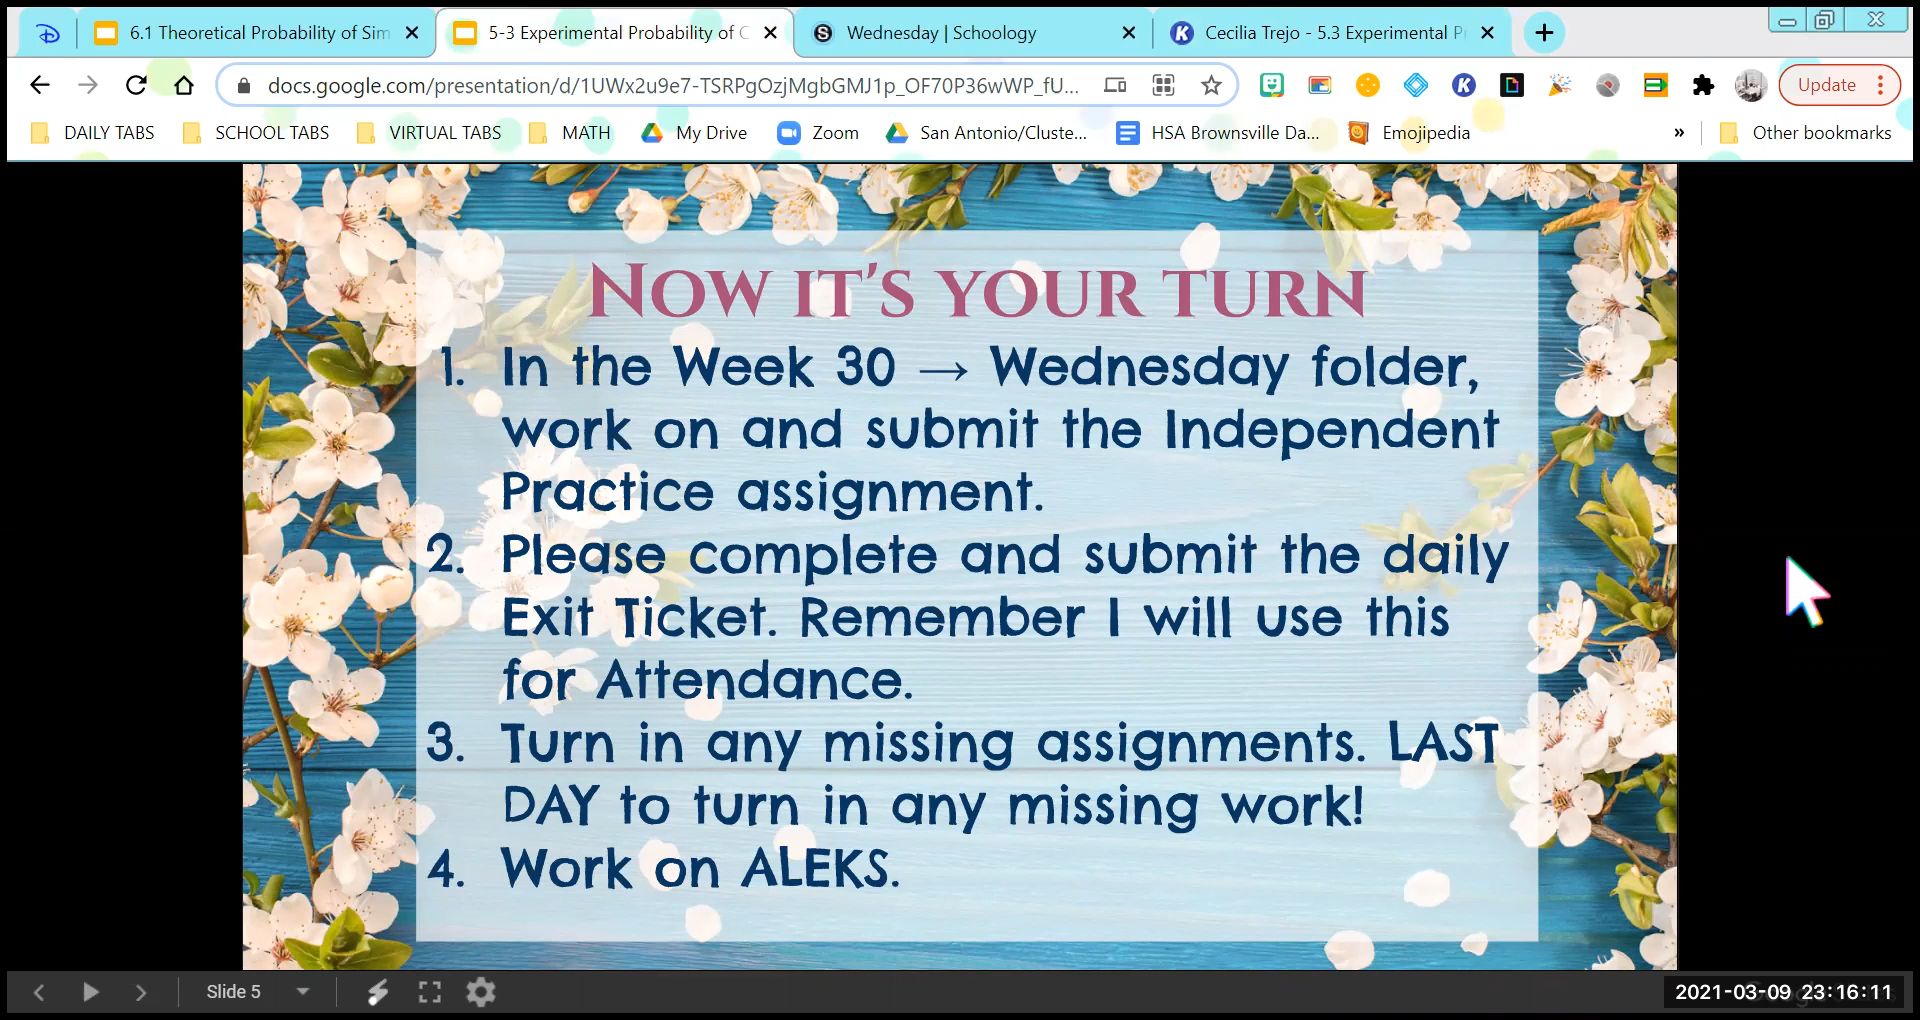 6.1 Theoretical Probability of Sim
5-3 Experimental Probability of C
Wednesday | Schoology
Cecilia Trejo - 5.3 Experimental P
docs.google.com/presentation/d/1UWx2u9e7-TSRPgOzjMgbGMJ1p_OF70P36wWP_fU...
Update
DAILY TABS
SCHOOL TABS
VIRTUAL TABS
MATH
My Drive
Zoom
San Antonio/Cluste...
HSA Brownsville Da...
Emojipedia
Other bookmarks
Now it's your turn
1. In the Week 30 → Wednesday folder,
work on and submit the Independent
Practice assignment.
2. Please complete and submit the daily
Exit Ticket. Remember I will use this
for Attendance.
3. Turn in any missing assignments. LAST
DAY to turn in any missing work!
4. Work on ALEKS.
Slide 5
2021-03-09 23:16:11